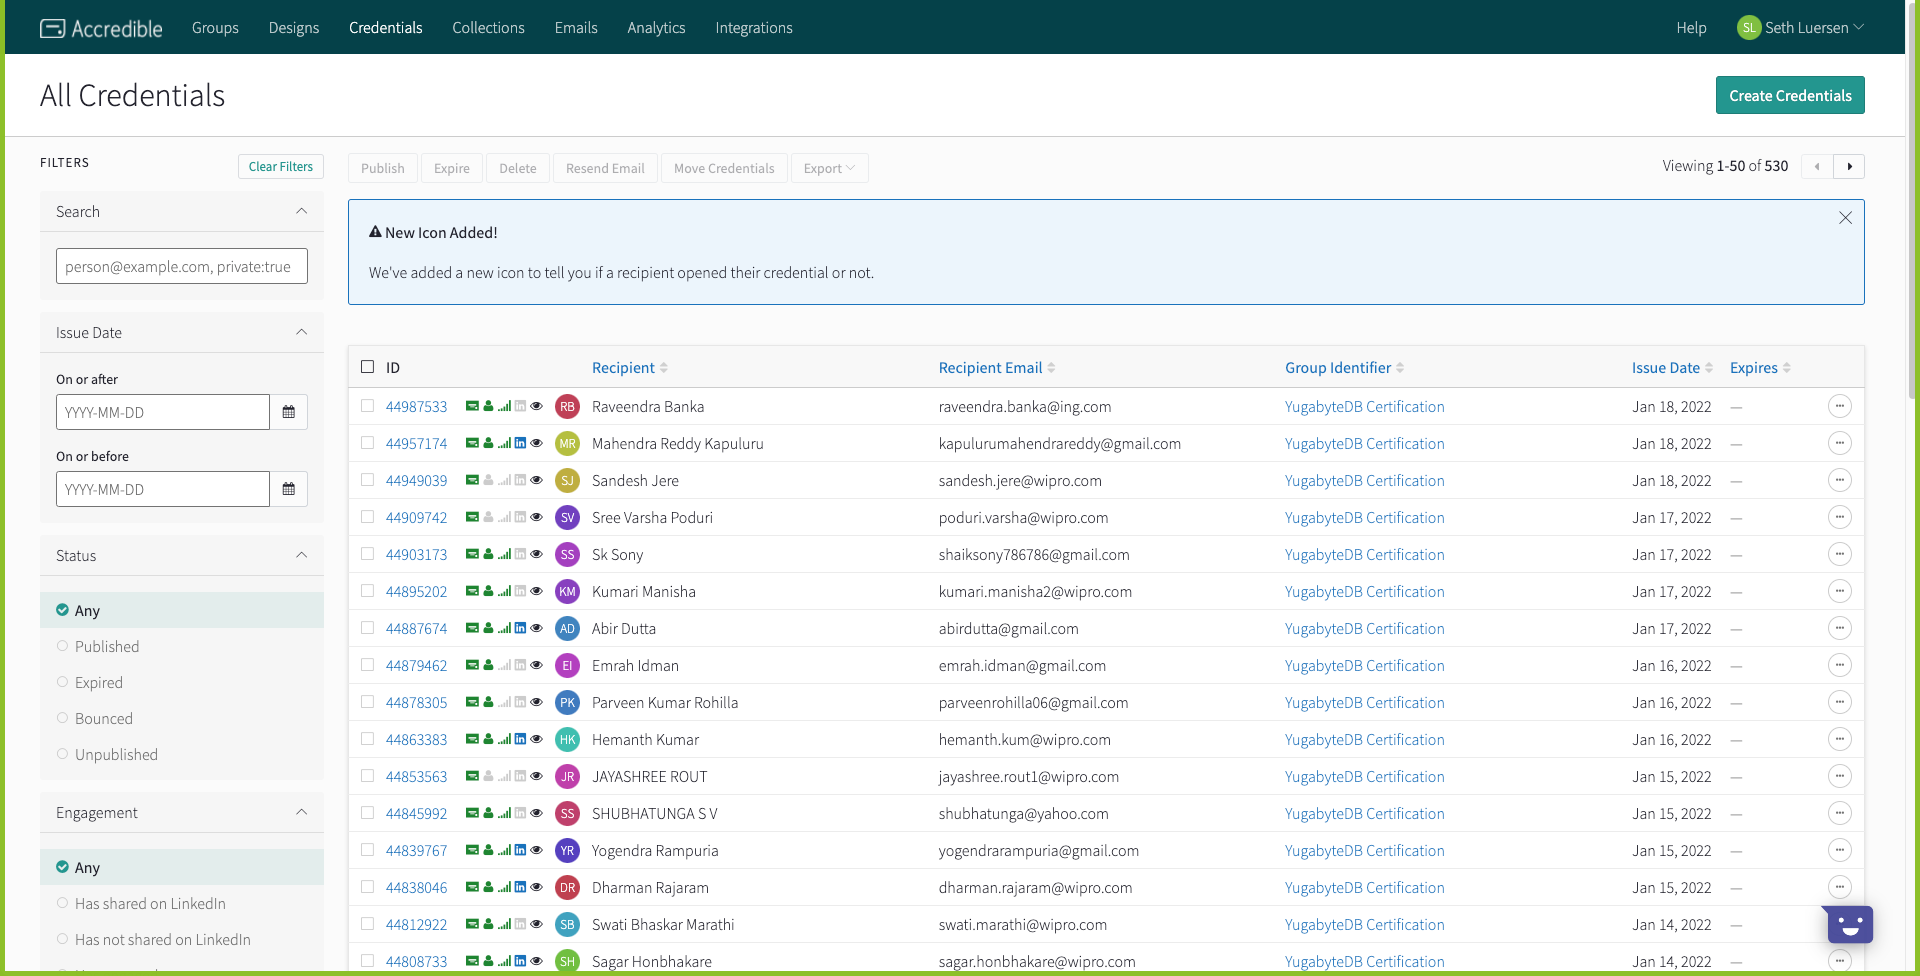 Accredible Groups Designs Credentials Collections Emails Analytics Integrations Help SL Seth Luersen
All Credentials Create Credentials
FILTERS Clear Filters
Search
person@example.com, private:true
Issue Date
On or after
YYYY-MM-DD
On or before
YYYY-MM-DD
Status
Any
Published
Expired
Bounced
Unpublished
Engagement
Any
Has shared on LinkedIn
Has not shared on LinkedIn
Publish Expire Delete Resend Email Move Credentials Export Viewing 1-50 of 530
New Icon Added!
We've added a new icon to tell you if a recipient opened their credential or not.
ID Recipient Recipient Email Group Identifier Issue Date Expires
44987533 RB Raveendra Banka raveendra.banka@ing.com YugabyteDB Certification Jan 18, 2022 —
44957174 MR Mahendra Reddy Kapuluru kapulurumahendrareddy@gmail.com YugabyteDB Certification Jan 18, 2022 —
44949039 SJ Sandesh Jere sandesh.jere@wipro.com YugabyteDB Certification Jan 18, 2022 —
44909742 SV Sree Varsha Poduri poduri.varsha@wipro.com YugabyteDB Certification Jan 17, 2022 —
44903173 SS Sk Sony shaiksony786786@gmail.com YugabyteDB Certification Jan 17, 2022 —
44895202 KM Kumari Manisha kumari.manisha2@wipro.com YugabyteDB Certification Jan 17, 2022 —
44887674 AD Abir Dutta abirdutta@gmail.com YugabyteDB Certification Jan 17, 2022 —
44879462 EI Emrah Idman emrah.idman@gmail.com YugabyteDB Certification Jan 16, 2022 —
44878305 PK Parveen Kumar Rohilla parveenrohilla06@gmail.com YugabyteDB Certification Jan 16, 2022 —
44863383 HK Hemanth Kumar hemanth.kum@wipro.com YugabyteDB Certification Jan 16, 2022 —
44853563 JR JAYASHREE ROUT jayashree.rout1@wipro.com YugabyteDB Certification Jan 15, 2022 —
44845992 SS SHUBHATUNGA S V shubhatunga@yahoo.com YugabyteDB Certification Jan 15, 2022 —
44839767 YR Yogendra Rampuria yogendrarampuria@gmail.com YugabyteDB Certification Jan 15, 2022 —
44838046 DR Dharman Rajaram dharman.rajaram@wipro.com YugabyteDB Certification Jan 15, 2022 —
44812922 SB Swati Bhaskar Marathi swati.marathi@wipro.com YugabyteDB Certification Jan 14, 2022 —
44808733 SH Sagar Honbhakare sagar.honbhakare@wipro.com YugabyteDB Certification Jan 14, 2022 —